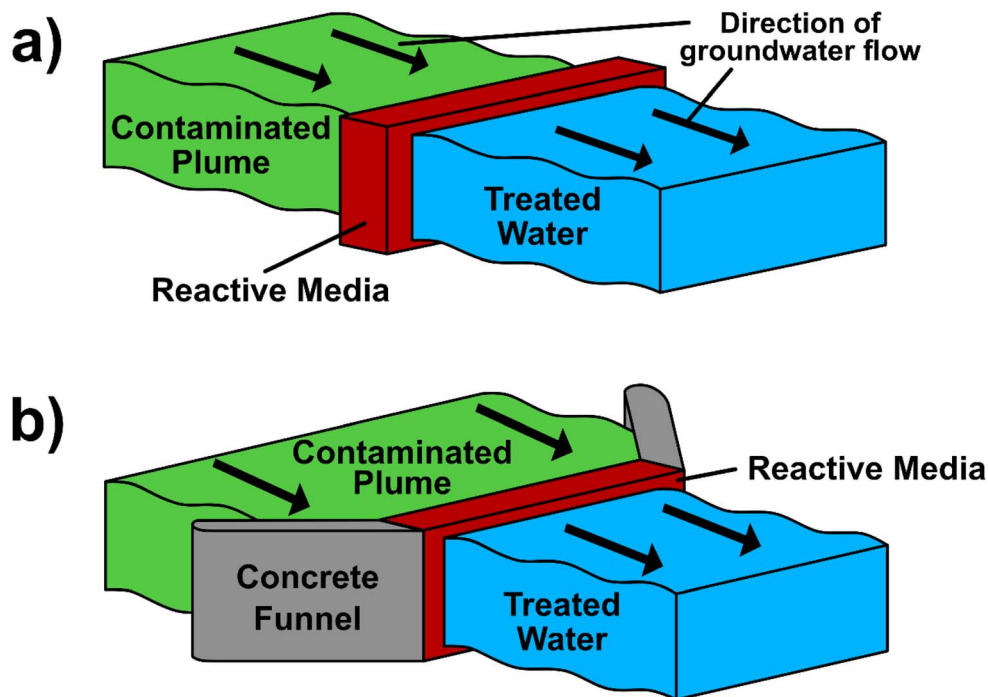 a)
Direction of
groundwater flow
Contaminated
Plume
Treated
Water
Reactive Media
b)
Contaminated
Plume
Reactive Media
Concrete
Funnel
Treated
Water